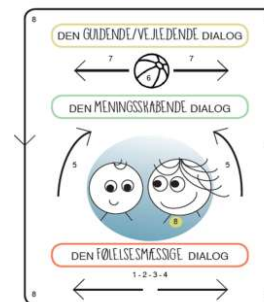 8
DEN GUIDENDE/VEJLEDENDE DIALOG
7 7
6
DEN MENINGSSKABENDE DIALOG
5 5
8
DEN FØLELSESMÆSSIGE DIALOG
1-2-3-4
8